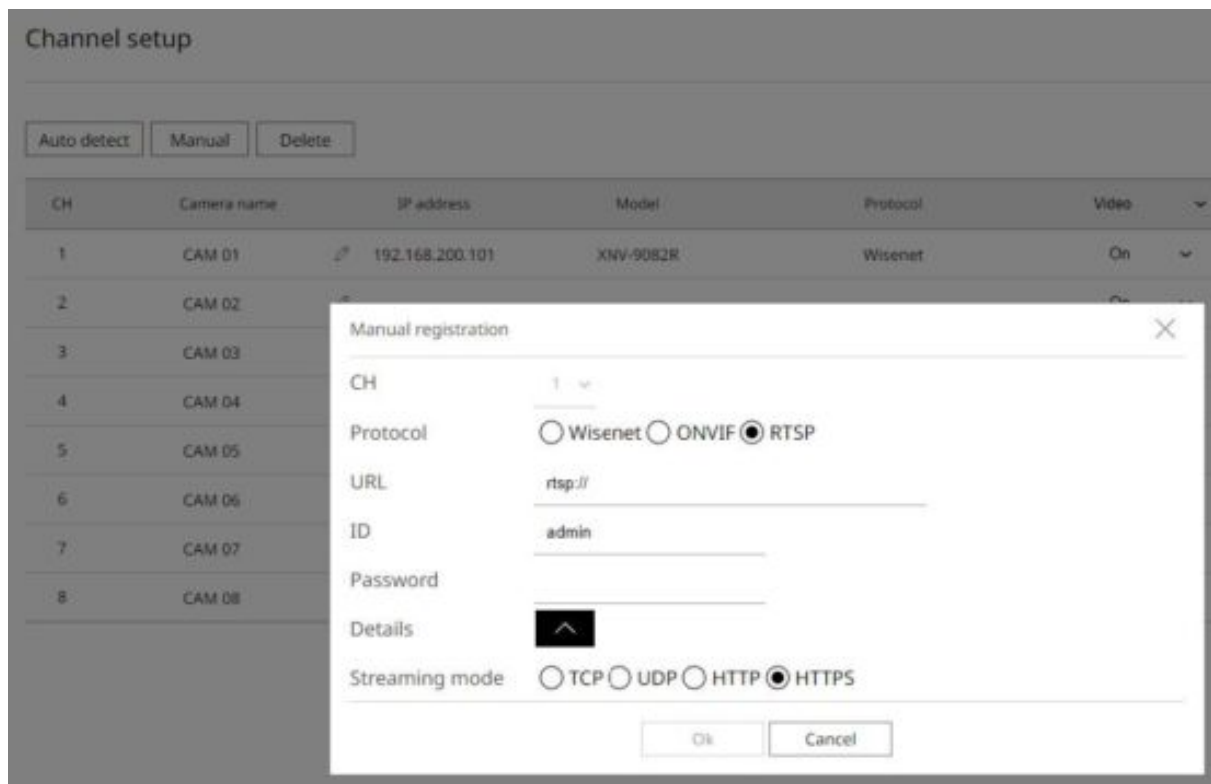 Channel setup
Auto detect Manual Delete
CH Camera name IP address Model Protocol Video
1 CAM 01 192.168.200.101 XNV-9082R Wisenet On
2 CAM 02 On
3 CAM 03
4 CAM 04
5 CAM 05
6 CAM 06
7 CAM 07
8 CAM 08
Manual registration
CH 1
Protocol Wisenet ONVIF RTSP
URL rtsp://
ID admin
Password
Details
Streaming mode TCP UDP HTTP HTTPS
Ok Cancel